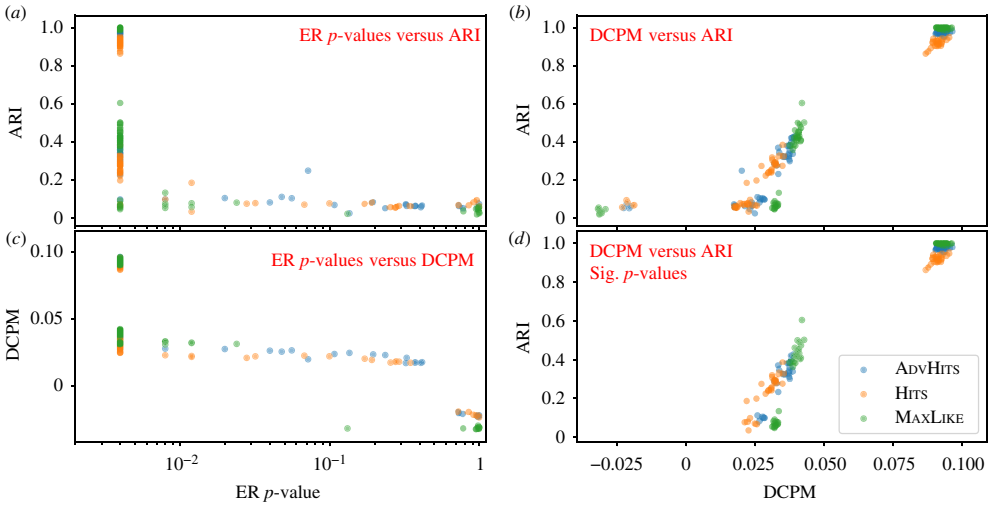 (a)
ER p-values versus ARI
ARI
1.0
0.8
0.6
0.4
0.2
0
(b)
DCPM versus ARI
ARI
1.0
0.8
0.6
0.4
0.2
0
(c)
ER p-values versus DCPM
DCPM
0.10
0.05
0
10⁻²
10⁻¹
1
ER p-value
(d)
DCPM versus ARI
Sig. p-values
ARI
1.0
0.8
0.6
0.4
0.2
0
ADVHITS
HITS
MAXLIKE
−0.025
0
0.025
0.050
0.075
0.100
DCPM